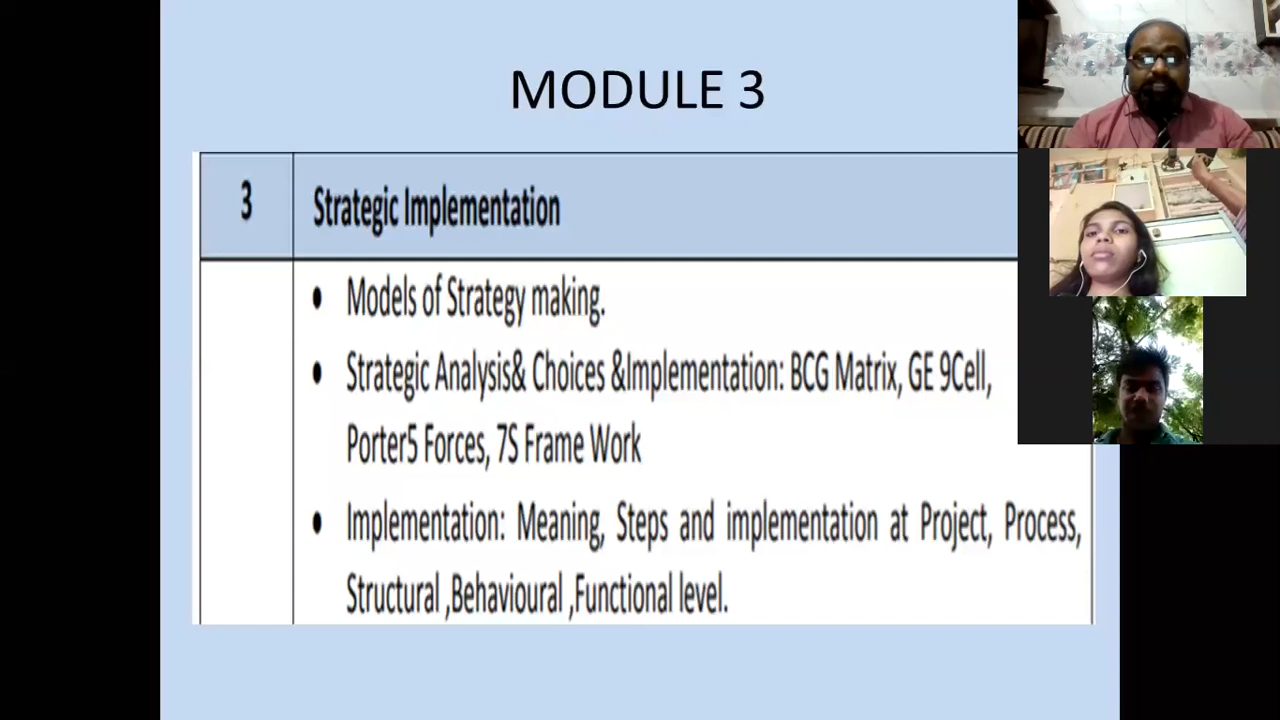 MODULE 3
3 Strategic Implementation
• Models of Strategy making.
• Strategic Analysis& Choices &Implementation: BCG Matrix, GE 9Cell,
Porter5 Forces, 7S Frame Work
• Implementation: Meaning, Steps and implementation at Project, Process,
Structural ,Behavioural ,Functional level.